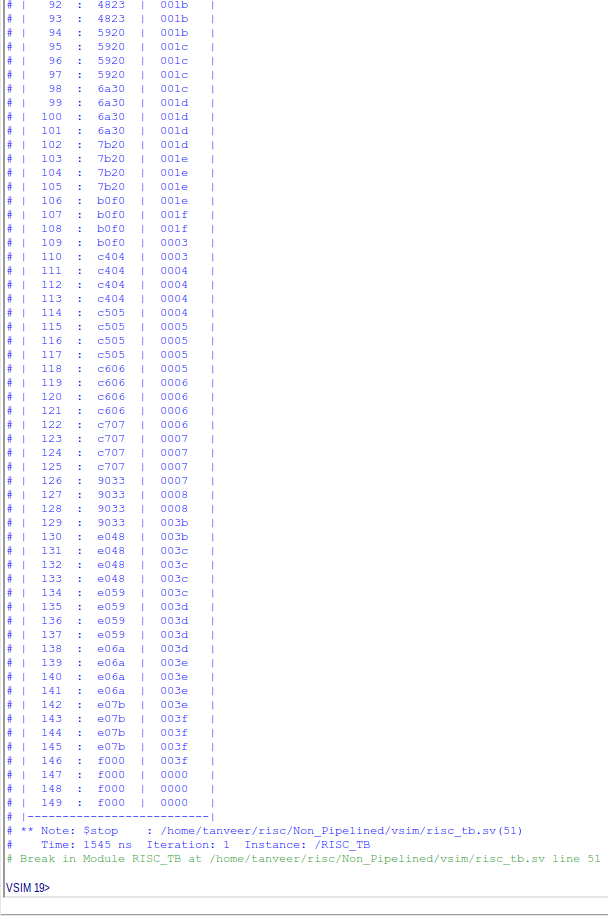 # |   92  :  4823  |  001b   |
# |   93  :  4823  |  001b   |
# |   94  :  5920  |  001b   |
# |   95  :  5920  |  001c   |
# |   96  :  5920  |  001c   |
# |   97  :  5920  |  001c   |
# |   98  :  6a30  |  001c   |
# |   99  :  6a30  |  001d   |
# |  100  :  6a30  |  001d   |
# |  101  :  6a30  |  001d   |
# |  102  :  7b20  |  001d   |
# |  103  :  7b20  |  001e   |
# |  104  :  7b20  |  001e   |
# |  105  :  7b20  |  001e   |
# |  106  :  b0f0  |  001e   |
# |  107  :  b0f0  |  001f   |
# |  108  :  b0f0  |  001f   |
# |  109  :  b0f0  |  0003   |
# |  110  :  c404  |  0003   |
# |  111  :  c404  |  0004   |
# |  112  :  c404  |  0004   |
# |  113  :  c404  |  0004   |
# |  114  :  c505  |  0004   |
# |  115  :  c505  |  0005   |
# |  116  :  c505  |  0005   |
# |  117  :  c505  |  0005   |
# |  118  :  c606  |  0005   |
# |  119  :  c606  |  0006   |
# |  120  :  c606  |  0006   |
# |  121  :  c606  |  0006   |
# |  122  :  c707  |  0006   |
# |  123  :  c707  |  0007   |
# |  124  :  c707  |  0007   |
# |  125  :  c707  |  0007   |
# |  126  :  9033  |  0007   |
# |  127  :  9033  |  0008   |
# |  128  :  9033  |  0008   |
# |  129  :  9033  |  003b   |
# |  130  :  e048  |  003b   |
# |  131  :  e048  |  003c   |
# |  132  :  e048  |  003c   |
# |  133  :  e048  |  003c   |
# |  134  :  e059  |  003c   |
# |  135  :  e059  |  003d   |
# |  136  :  e059  |  003d   |
# |  137  :  e059  |  003d   |
# |  138  :  e06a  |  003d   |
# |  139  :  e06a  |  003e   |
# |  140  :  e06a  |  003e   |
# |  141  :  e06a  |  003e   |
# |  142  :  e07b  |  003e   |
# |  143  :  e07b  |  003f   |
# |  144  :  e07b  |  003f   |
# |  145  :  e07b  |  003f   |
# |  146  :  f000  |  003f   |
# |  147  :  f000  |  0000   |
# |  148  :  f000  |  0000   |
# |  149  :  f000  |  0000   |
# |--------------------------|
# ** Note: $stop    : /home/tanveer/risc/Non_Pipelined/vsim/risc_tb.sv(51)
#    Time: 1545 ns  Iteration: 1  Instance: /RISC_TB
# Break in Module RISC_TB at /home/tanveer/risc/Non_Pipelined/vsim/risc_tb.sv line 51
VSIM 19>